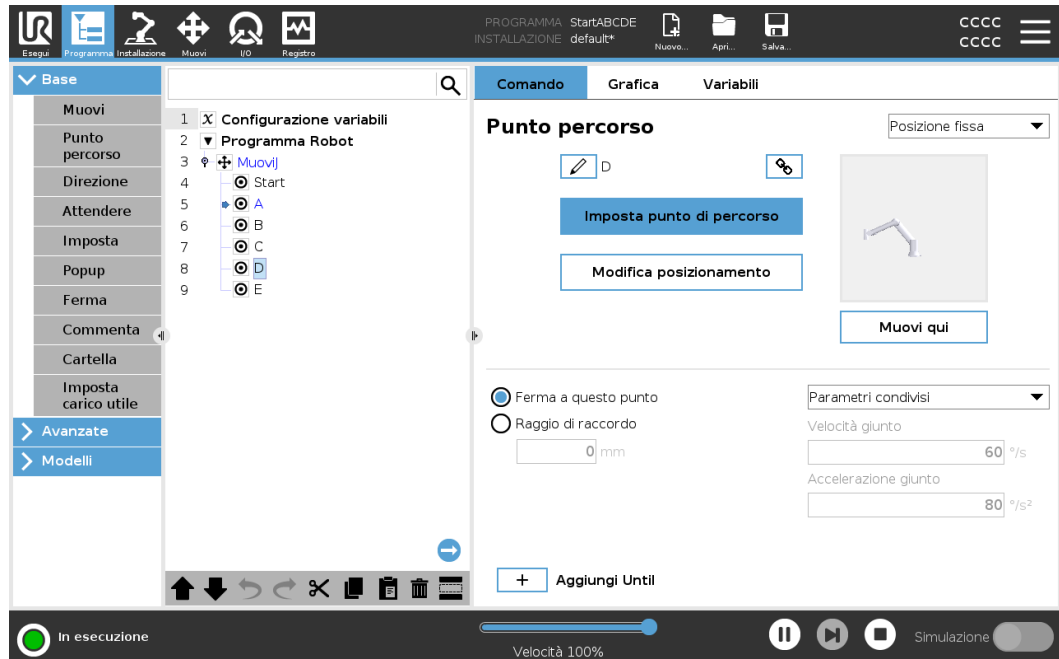 UR
Esegui
Programma
Installazione
Muovi
I/O
Registro
PROGRAMMA StartABCDE
INSTALLAZIONE default*
Nuovo...
Apri...
Salva...
CCCC
CCCC
Base
Muovi
Punto
percorso
Direzione
Attendere
Imposta
Popup
Ferma
Commenta
Cartella
Imposta
carico utile
Avanzate
Modelli
1 x Configurazione variabili
2 Programma Robot
3 MuoviJ
4 Start
5 A
6 B
7 C
8 D
9 E
Comando Grafica Variabili
Punto percorso
Posizione fissa
D
Imposta punto di percorso
Modifica posizionamento
Muovi qui
Ferma a questo punto
Raggio di raccordo
0 mm
Parametri condivisi
Velocità giunto
60 °/s
Accelerazione giunto
80 °/s²
+ Aggiungi Until
In esecuzione
Velocità 100%
Simulazione